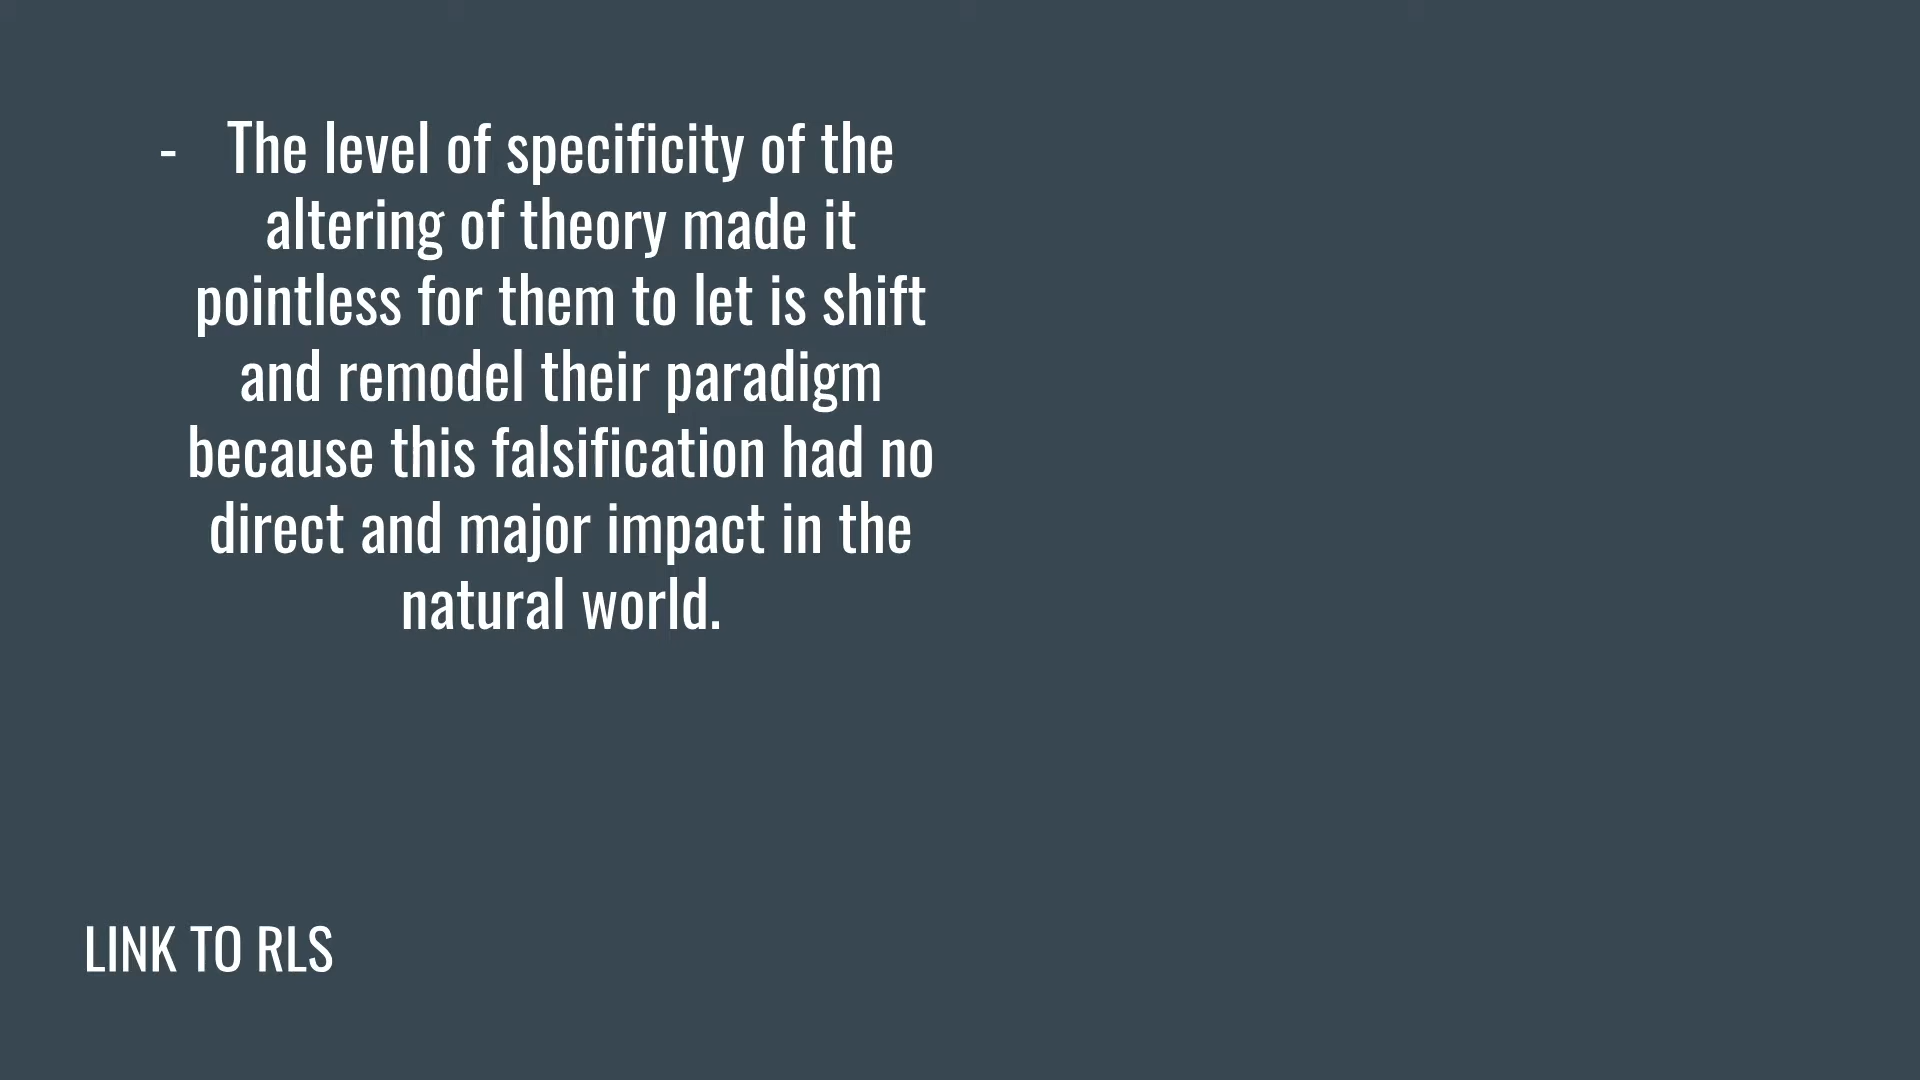 - The level of specificity of the
altering of theory made it
pointless for them to let is shift
and remodel their paradigm
because this falsification had no
direct and major impact in the
natural world.
LINK TO RLS